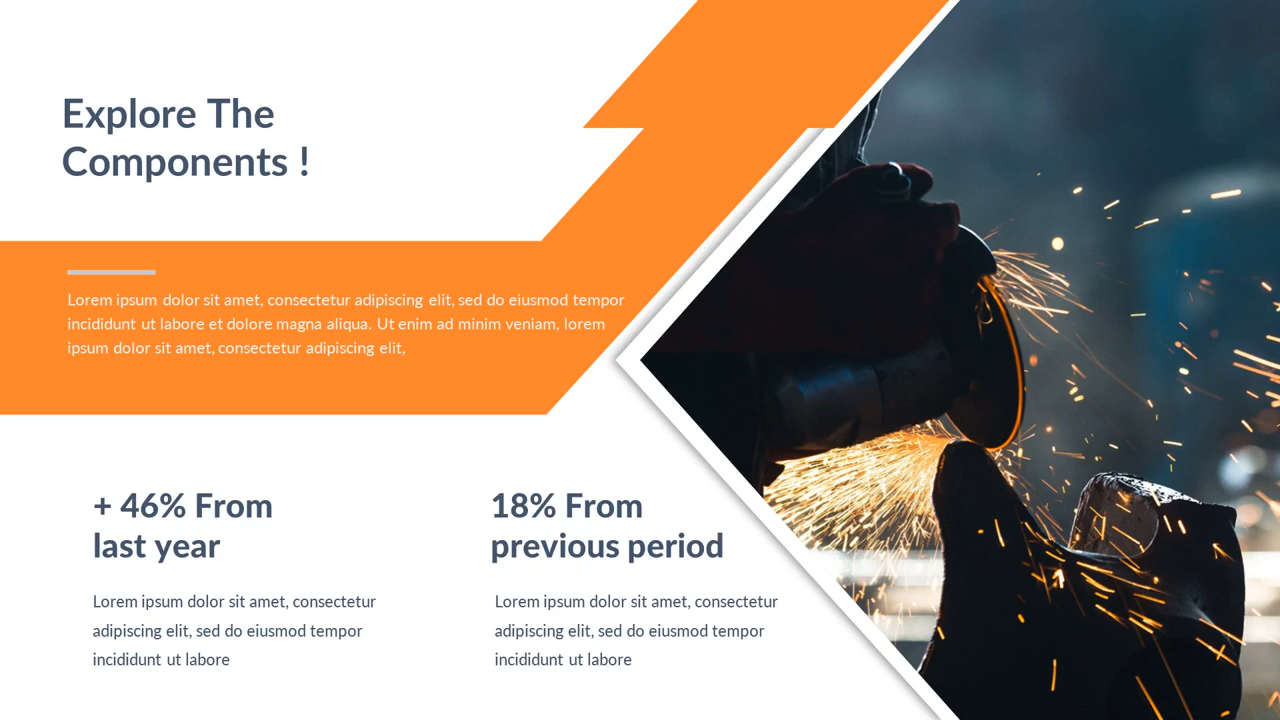 Explore The
Components !
Lorem ipsum dolor sit amet, consectetur adipiscing elit, sed do eiusmod tempor
incididunt ut labore et dolore magna aliqua. Ut enim ad minim veniam, lorem
ipsum dolor sit amet, consectetur adipiscing elit,
+ 46% From
last year
Lorem ipsum dolor sit amet, consectetur
adipiscing elit, sed do eiusmod tempor
incididunt ut labore
18% From
previous period
Lorem ipsum dolor sit amet, consectetur
adipiscing elit, sed do eiusmod tempor
incididunt ut labore